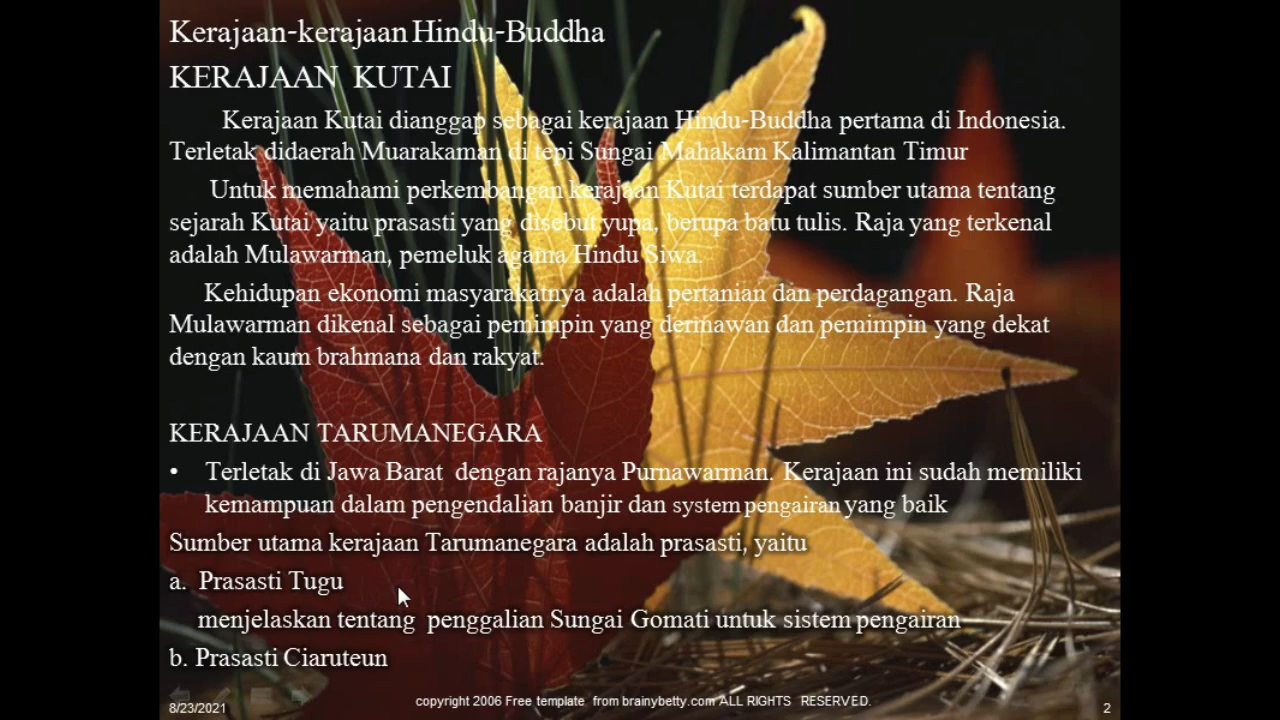 Kerajaan-kerajaan Hindu-Buddha
KERAJAAN KUTAI
Kerajaan Kutai dianggap sebagai kerajaan Hindu-Buddha pertama di Indonesia.
Terletak didaerah Muarakaman di tepi Sungai Mahakam Kalimantan Timur
Untuk memahami perkembangan kerajaan Kutai terdapat sumber utama tentang
sejarah Kutai yaitu prasasti yang disebut yupa, berupa batu tulis. Raja yang terkenal
adalah Mulawarman, pemeluk agama Hindu Siwa.
Kehidupan ekonomi masyarakatnya adalah pertanian dan perdagangan. Raja
Mulawarman dikenal sebagai pemimpin yang dermawan dan pemimpin yang dekat
dengan kaum brahmana dan rakyat.
KERAJAAN TARUMANEGARA
• Terletak di Jawa Barat dengan rajanya Purnawarman. Kerajaan ini sudah memiliki
kemampuan dalam pengendalian banjir dan system pengairan yang baik
Sumber utama kerajaan Tarumanegara adalah prasasti, yaitu
a. Prasasti Tugu
menjelaskan tentang penggalian Sungai Gomati untuk sistem pengairan
b. Prasasti Ciaruteun
8/23/2021
copyright 2006 Free template from brainybetty.com ALL RIGHTS RESERVED.
2